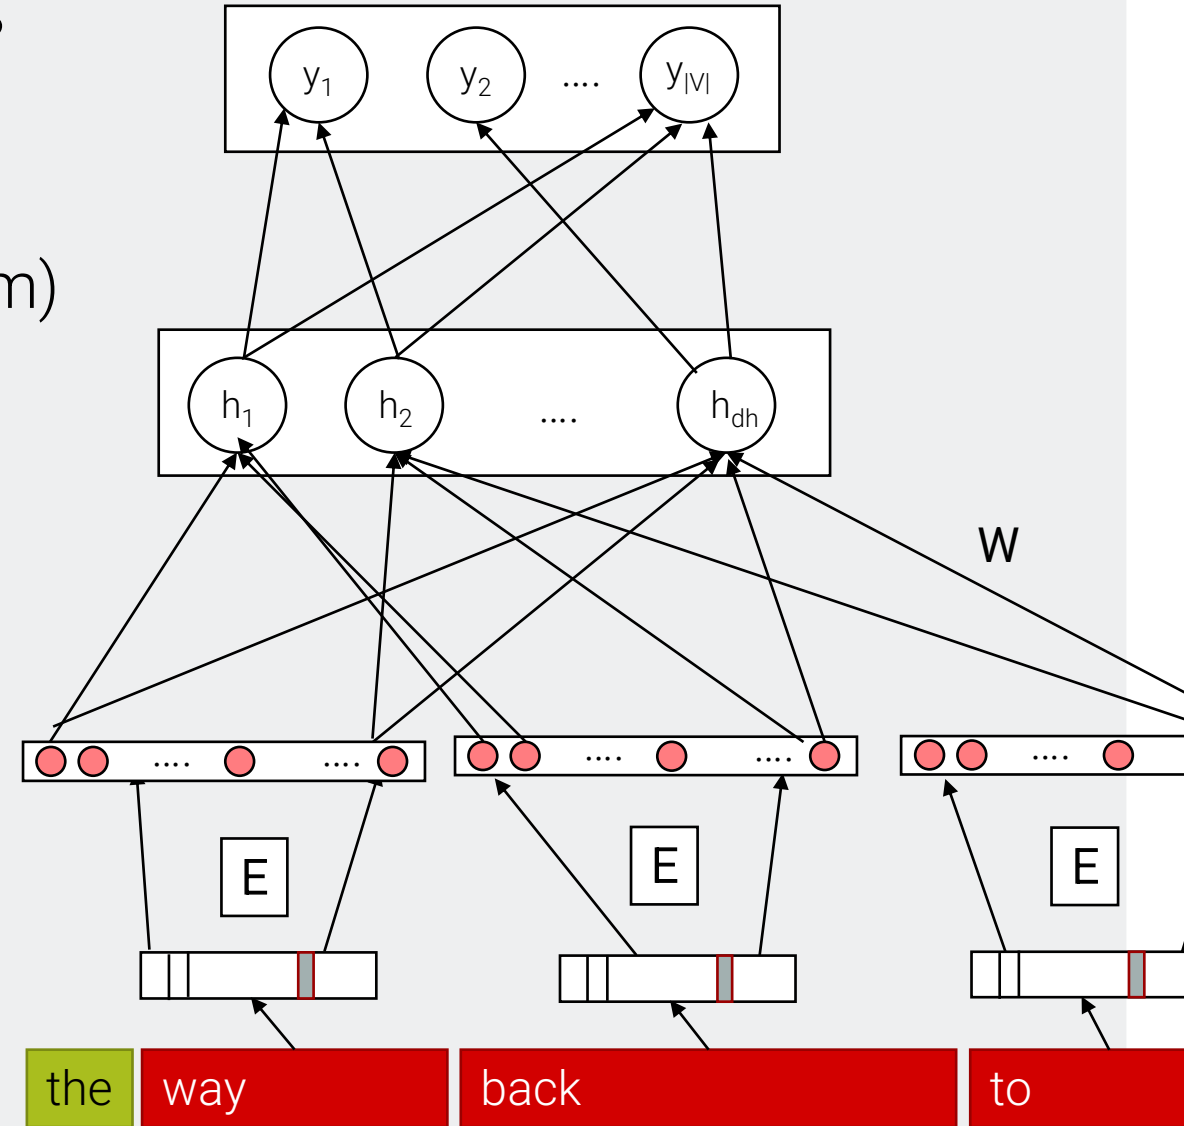 y1 y2 .... y|V|
m)
h1 h2 .... hdh
W
.... .... .... .... ....
E E E
the way back to